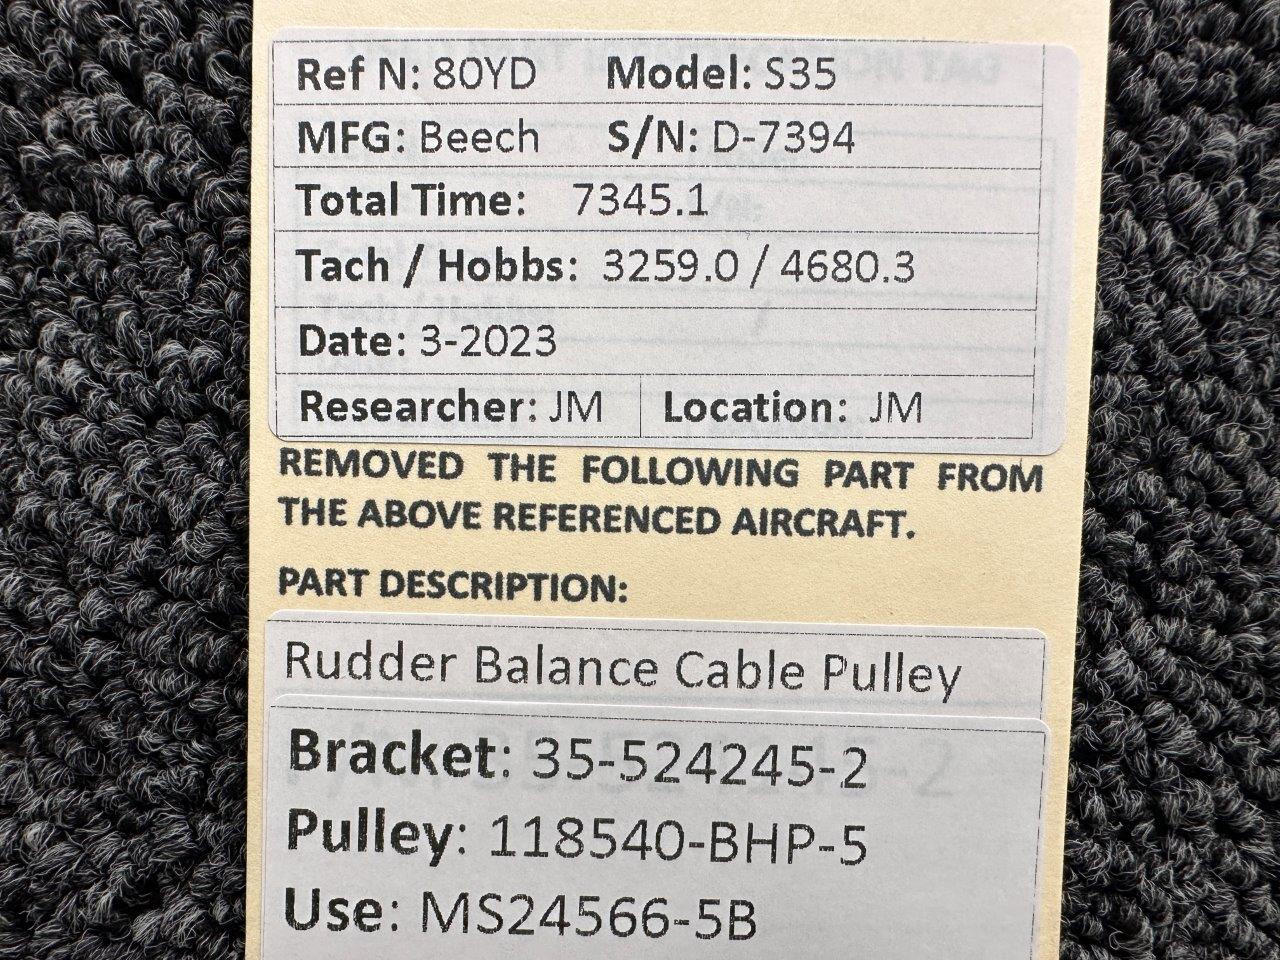 Ref N: 80YD Model: S35
MFG: Beech S/N: D-7394
Total Time: 7345.1
Tach / Hobbs: 3259.0 / 4680.3
Date: 3-2023
Researcher: JM Location: JM
REMOVED THE FOLLOWING PART FROM
THE ABOVE REFERENCED AIRCRAFT.
PART DESCRIPTION:
Rudder Balance Cable Pulley
Bracket: 35-524245-2
Pulley: 118540-BHP-5
Use: MS24566-5B